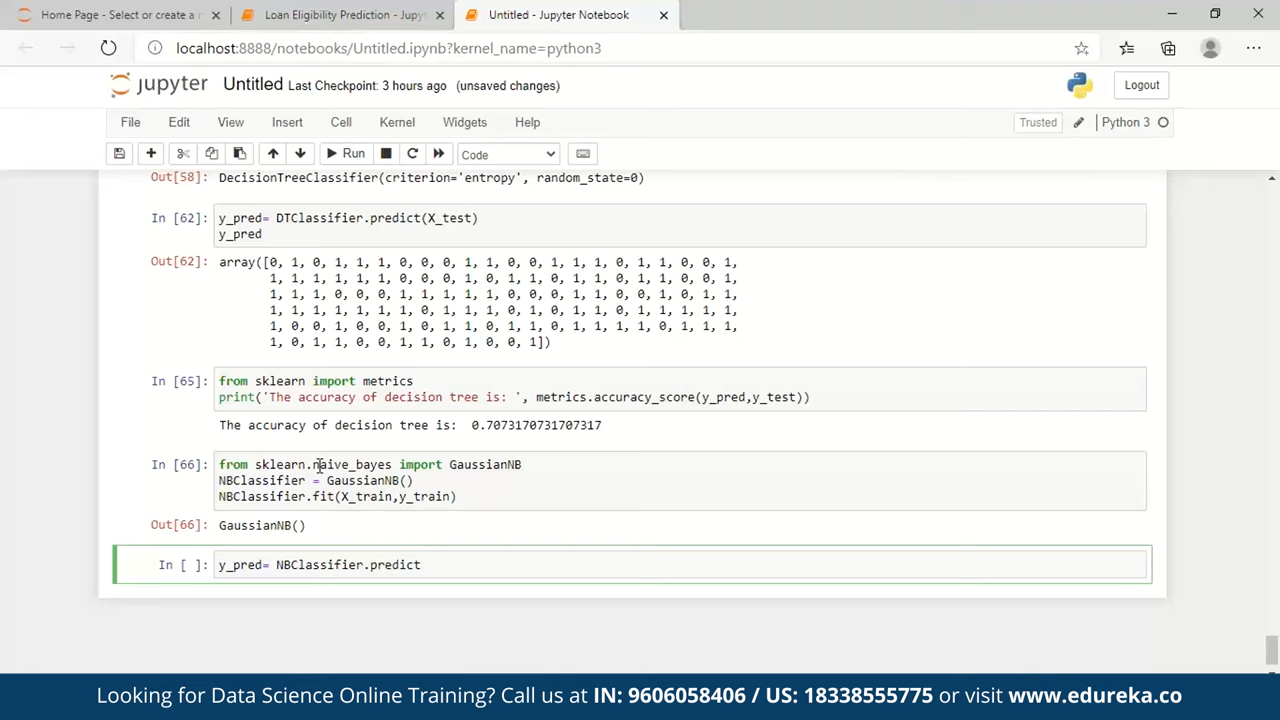 Home Page - Select or create a n
Loan Eligibility Prediction - Jupyt
Untitled - Jupyter Notebook
localhost:8888/notebooks/Untitled.ipynb?kernel_name=python3
jupyter Untitled Last Checkpoint: 3 hours ago (unsaved changes)
Logout
File Edit View Insert Cell Kernel Widgets Help
Trusted Python 3
Run Code
Out[58]: DecisionTreeClassifier(criterion='entropy', random_state=0)
In [62]: y_pred= DTClassifier.predict(X_test)
y_pred
Out[62]: array([0, 1, 0, 1, 1, 1, 0, 0, 0, 1, 1, 0, 0, 1, 1, 1, 0, 1, 1, 0, 0, 1,
1, 1, 1, 1, 1, 1, 0, 0, 0, 1, 0, 1, 1, 0, 1, 1, 1, 0, 0, 1,
1, 1, 1, 0, 0, 0, 1, 1, 1, 1, 1, 0, 0, 0, 1, 1, 0, 0, 1, 0, 1, 1,
1, 1, 1, 1, 1, 1, 1, 1, 0, 1, 0, 1, 0, 0, 1, 0, 1, 1, 1, 1,
1, 0, 0, 1, 0, 0, 1, 0, 1, 1, 0, 1, 1, 0, 1, 1, 1, 1, 0, 1, 1, 1,
1, 0, 1, 1, 0, 0, 1, 1, 0, 1, 0, 0, 1])
In [65]: from sklearn import metrics
print('The accuracy of decision tree is: ', metrics.accuracy_score(y_pred,y_test))
The accuracy of decision tree is:  0.7073170731707317
In [66]: from sklearn.naive_bayes import GaussianNB
NBClassifier = GaussianNB()
NBClassifier.fit(X_train,y_train)
Out[66]: GaussianNB()
In [ ]: y_pred= NBClassifier.predict
Looking for Data Science Online Training? Call us at IN: 9606058406 / US: 18338555775 or visit www.edureka.co